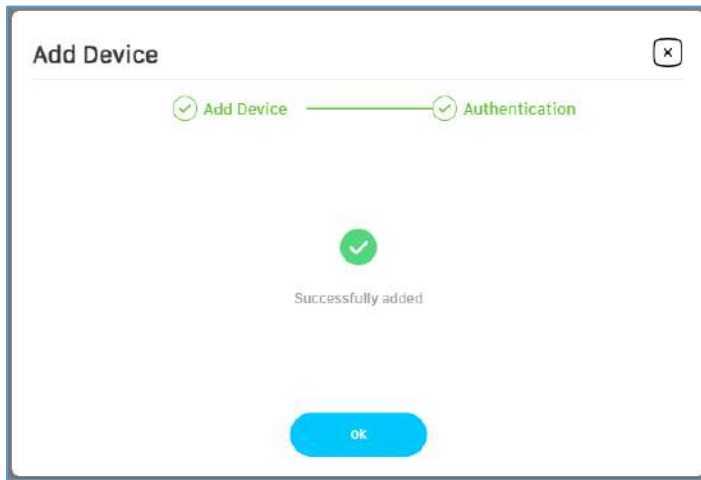 Add Device
Add Device
Authentication
Successfully added
ok